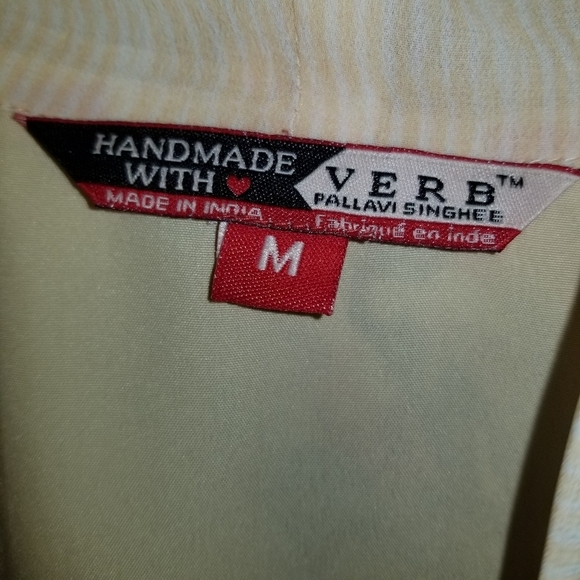 HANDMADE
WITH ❤
VERB™
PALLAVI SINGHEE
MADE IN INDIA
Fabriqué en inde
M